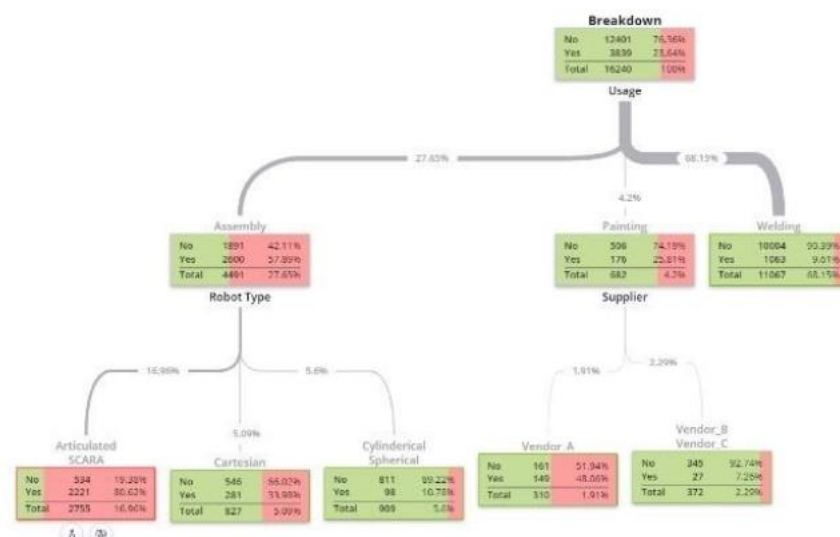 Breakdown
No 12401 76.36%
Yes 3839 23.64%
Total 16240 100%
Usage
27.65% 68.15%
4.2%
Assembly Painting Welding
No 1891 42.11% No 506 74.19% No 10004 90.39%
Yes 2600 57.89% Yes 176 25.81% Yes 1063 9.61%
Total 4491 27.65% Total 682 4.2% Total 11067 68.15%
Robot Type Supplier
16.96% 5.6% 1.91% 2.29%
5.09%
Articulated
SCARA
Cartesian
Cylinderical
Spherical
Vendor_A
Vendor_B
Vendor_C
No 534 19.38%
Yes 2221 80.62%
Total 2755 16.96%
No 546 66.02%
Yes 281 33.98%
Total 827 5.09%
No 811 89.22%
Yes 98 10.78%
Total 909 5.6%
No 161 51.94%
Yes 149 48.06%
Total 310 1.91%
No 345 92.74%
Yes 27 7.26%
Total 372 2.29%